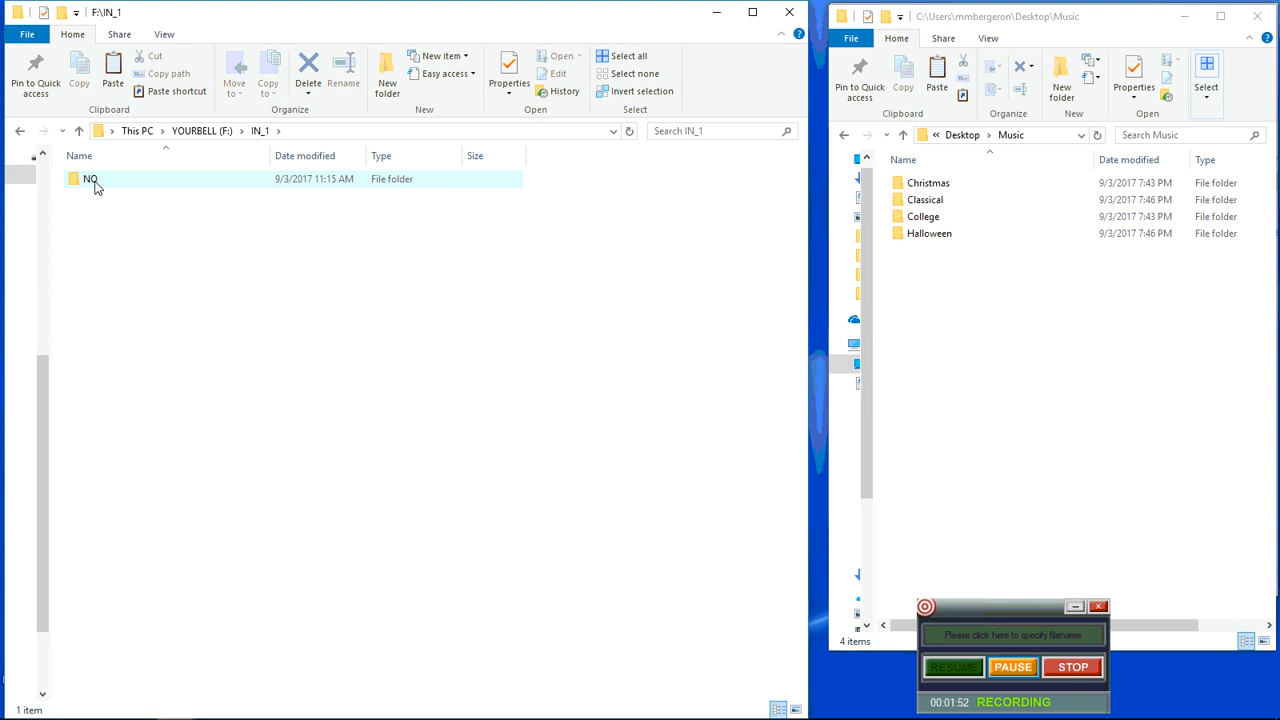 F:\IN_1
File
Home
Share
View
Pin to Quick access
Copy
Paste
Cut
Copy path
Paste shortcut
Clipboard
Move to
Copy to
Delete
Rename
Organize
New folder
New item
Easy access
New
Properties
Open
Edit
History
Open
Select all
Select none
Invert selection
Select
This PC > YOURBELL (F:) > IN_1 >
Search IN_1
Name
Date modified
Type
Size
NO
9/3/2017 11:15 AM
File folder
1 item
C:\Users\mmbergeron\Desktop\Music
File
Home
Share
View
Pin to Quick access
Copy
Paste
Clipboard
Organize
New folder
New
Properties
Open
Select
« Desktop > Music
Search Music
Name
Date modified
Type
Christmas 9/3/2017 7:43 PM File folder
Classical 9/3/2017 7:46 PM File folder
College 9/3/2017 7:43 PM File folder
Halloween 9/3/2017 7:46 PM File folder
4 items
Please click here to specify filename
RESUME
PAUSE
STOP
00:01:52 RECORDING